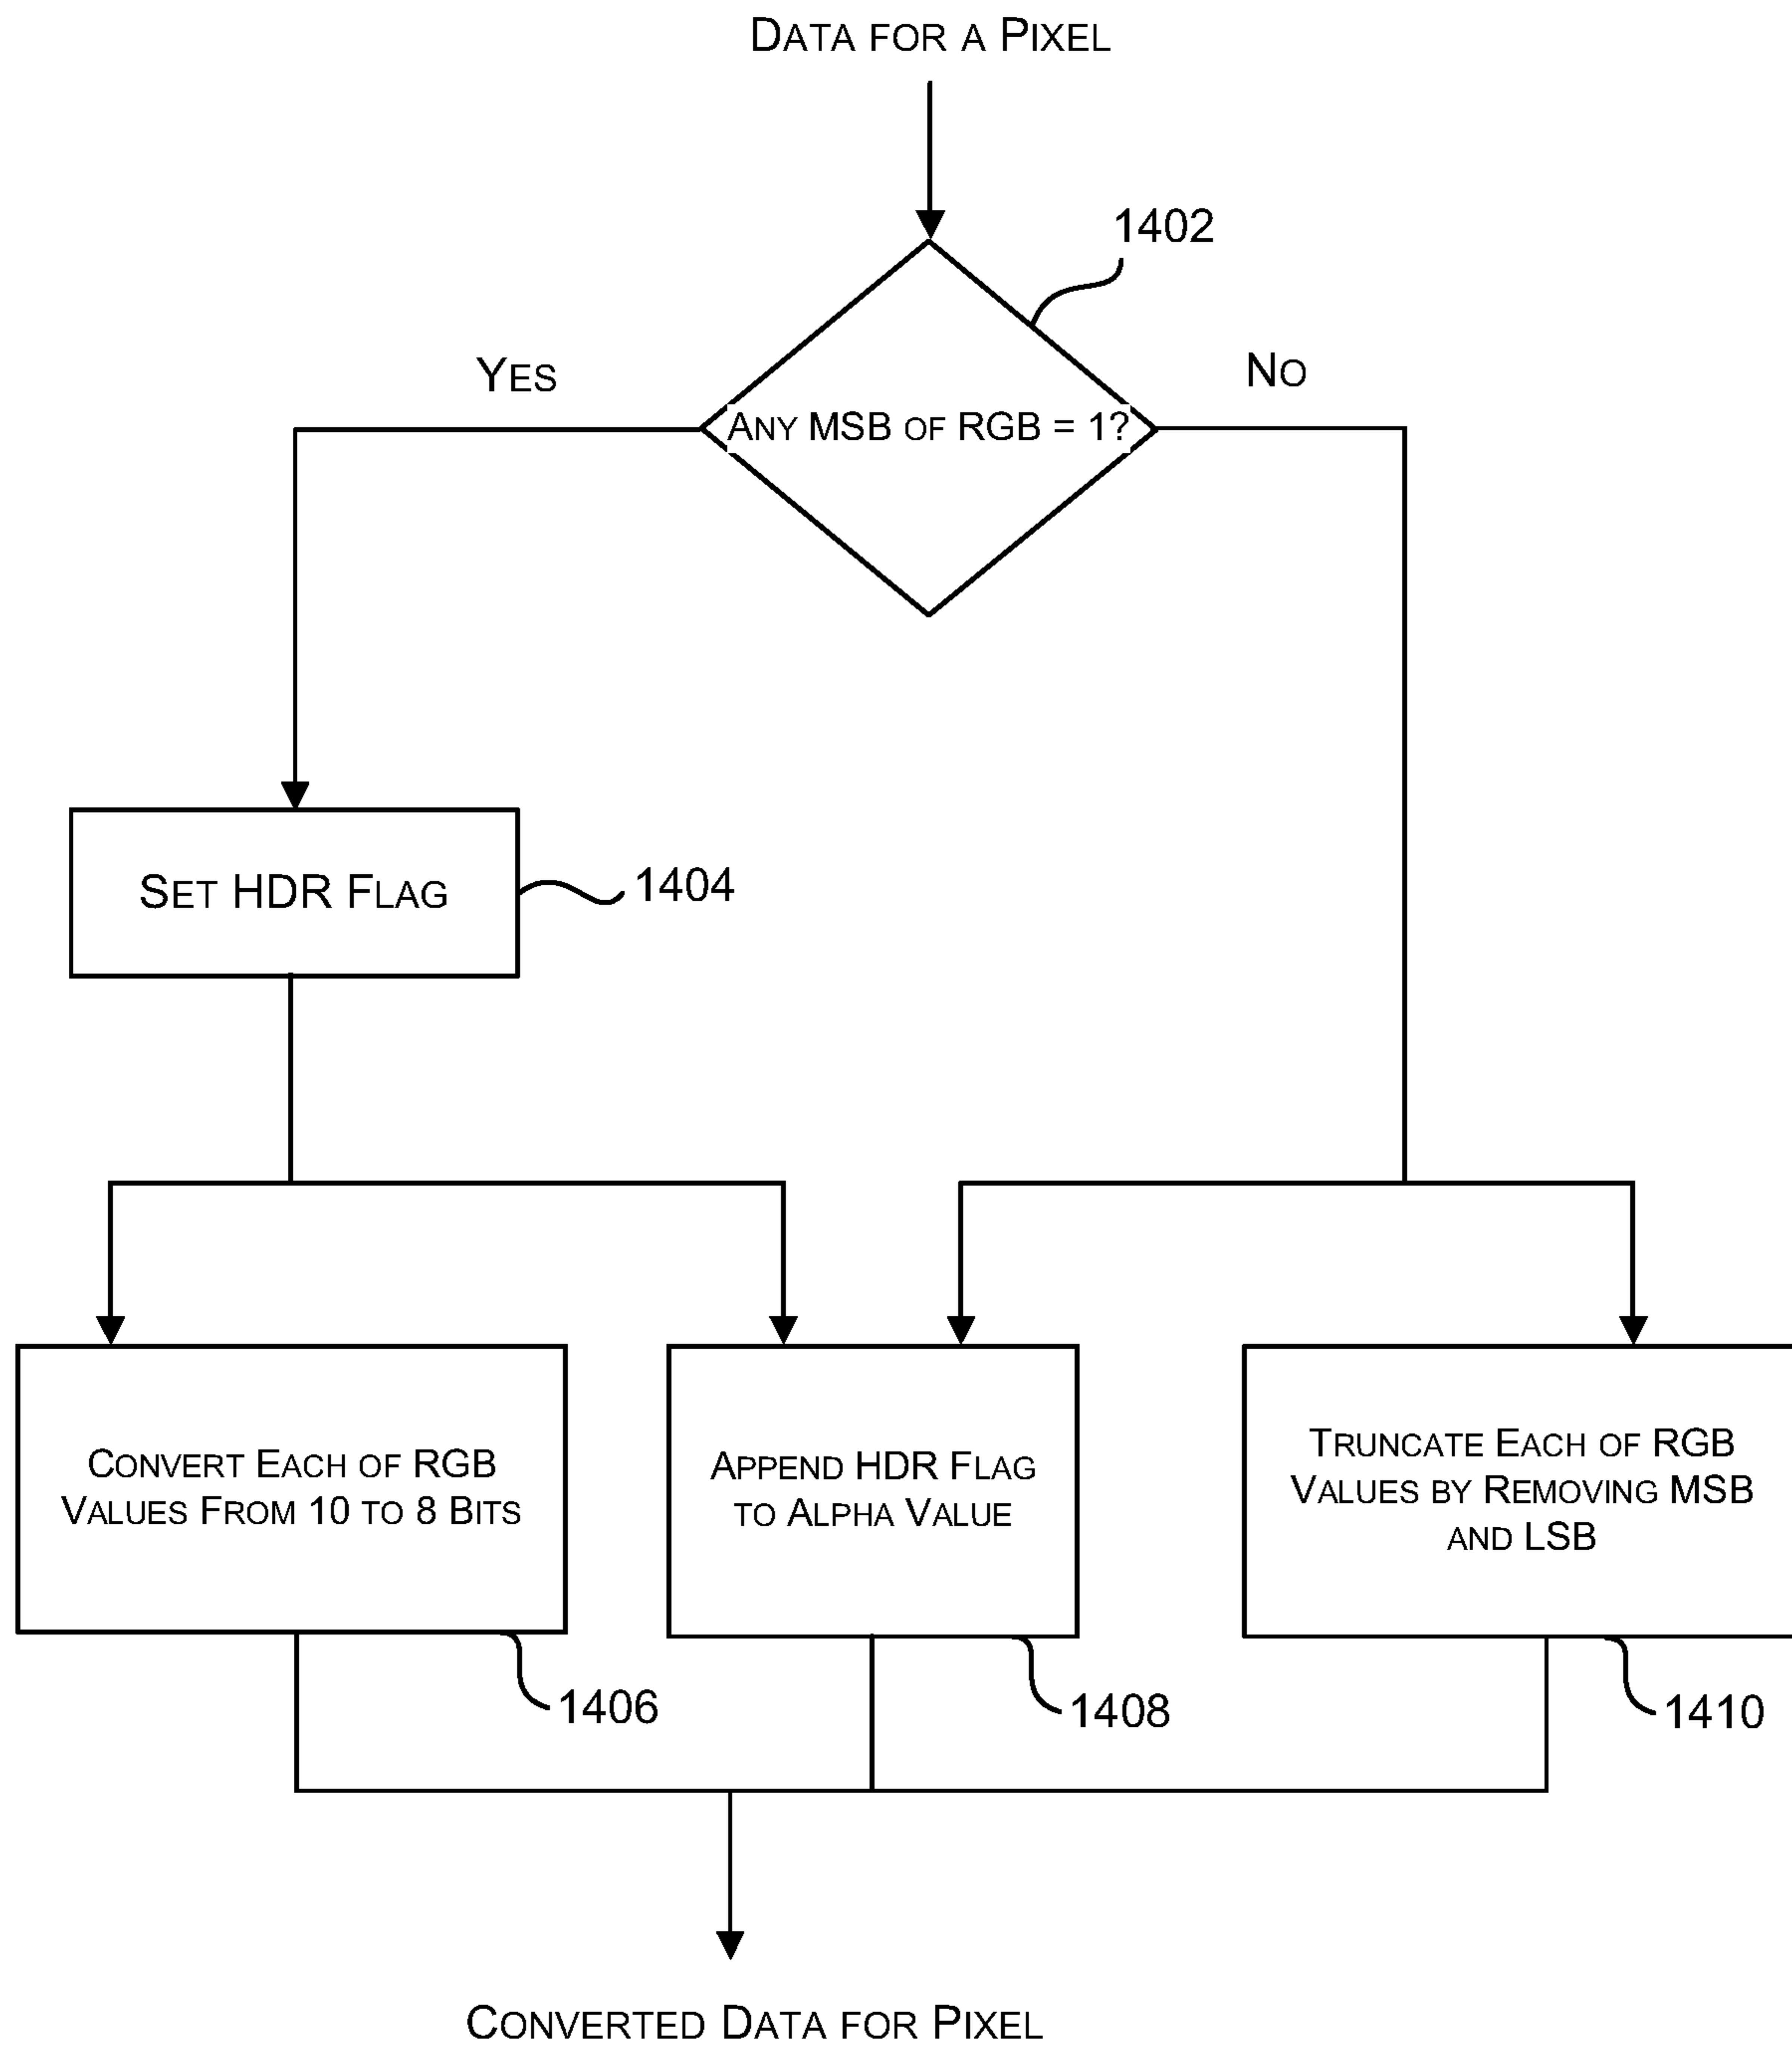 DATA FOR A PIXEL
1402
YES
NO
ANY MSB OF RGB = 1?
SET HDR FLAG
1404
CONVERT EACH OF RGB
VALUES FROM 10 TO 8 BITS
APPEND HDR FLAG
TO ALPHA VALUE
TRUNCATE EACH OF RGB
VALUES BY REMOVING MSB
AND LSB
1406
1408
1410
CONVERTED DATA FOR PIXEL